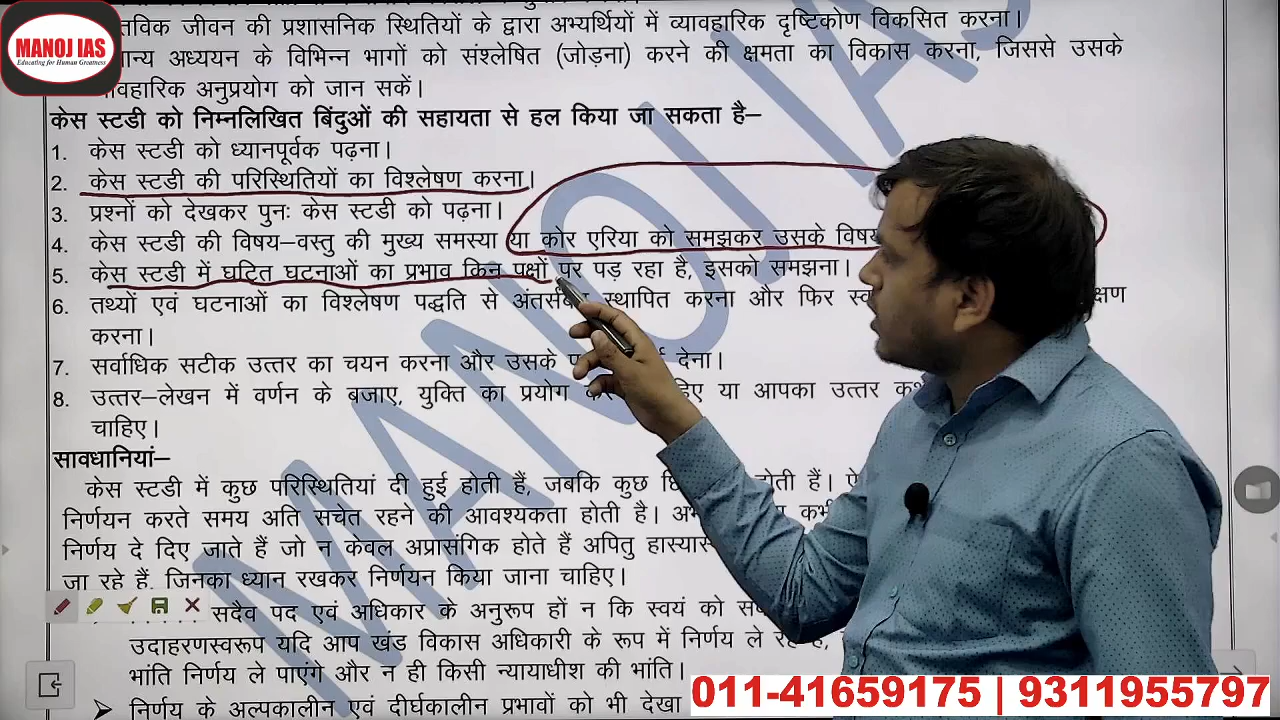 MANOJ IAS
Educating for Human Greatness
तविक जीवन की प्रशासनिक स्थितियों के द्वारा अभ्यर्थियों में व्यावहारिक दृष्टिकोण विकसित करना।
अध्ययन के विभिन्न भागों को संश्लेषित (जोड़ना) करने की क्षमता का विकास करना, जिससे उसके
अनुप्रयोग को जान सकें।
केस स्टडी को निम्नलिखित बिंदुओं की सहायता से हल किया जा सकता है–
1. केस स्टडी को ध्यानपूर्वक पढ़ना।
2. केस स्टडी की परिस्थितियों का विश्लेषण करना।
3. प्रश्नों को देखकर पुनः केस स्टडी को पढ़ना।
4. केस स्टडी की विषय–वस्तु की मुख्य समस्या या कोर एरिया को समझकर उसके
5. केस स्टडी में घटित घटनाओं का प्रभाव किन पक्षों पर पड़ रहा है, इसको समझना।
6. तथ्यों एवं घटनाओं का विश्लेषण पद्धति से स्थापित करना और फिर
करना।
7. सर्वाधिक सटीक उत्तर का चयन करना और उसके देना।
8. उत्तर–लेखन में वर्णन के बजाए, युक्ति का प्रयोग या आपका उत्तर
चाहिए।
सावधानियां–
केस स्टडी में कुछ परिस्थितियां दी हुई होती हैं, जबकि कुछ होती हैं।
निर्णयन करते समय अति सचेत रहने की आवश्यकता होती है।
निर्णय दे दिए जाते हैं जो न केवल अप्रासंगिक होते हैं अपितु
जा रहे हैं, जिनका ध्यान रखकर निर्णयन किया जाना चाहिए।
सदैव पद एवं अधिकार के अनुरूप हों न कि स्वयं को
उदाहरणस्वरूप यदि आप खंड विकास अधिकारी के रूप में निर्णय ले रहे हैं,
भांति निर्णय ले पाएंगे और न ही किसी न्यायाधीश की भांति।
➤ निर्णय के अल्पकालीन एवं दीर्घकालीन प्रभावों को भी देखा
MANOJ IAS
011-41659175 | 9311955797